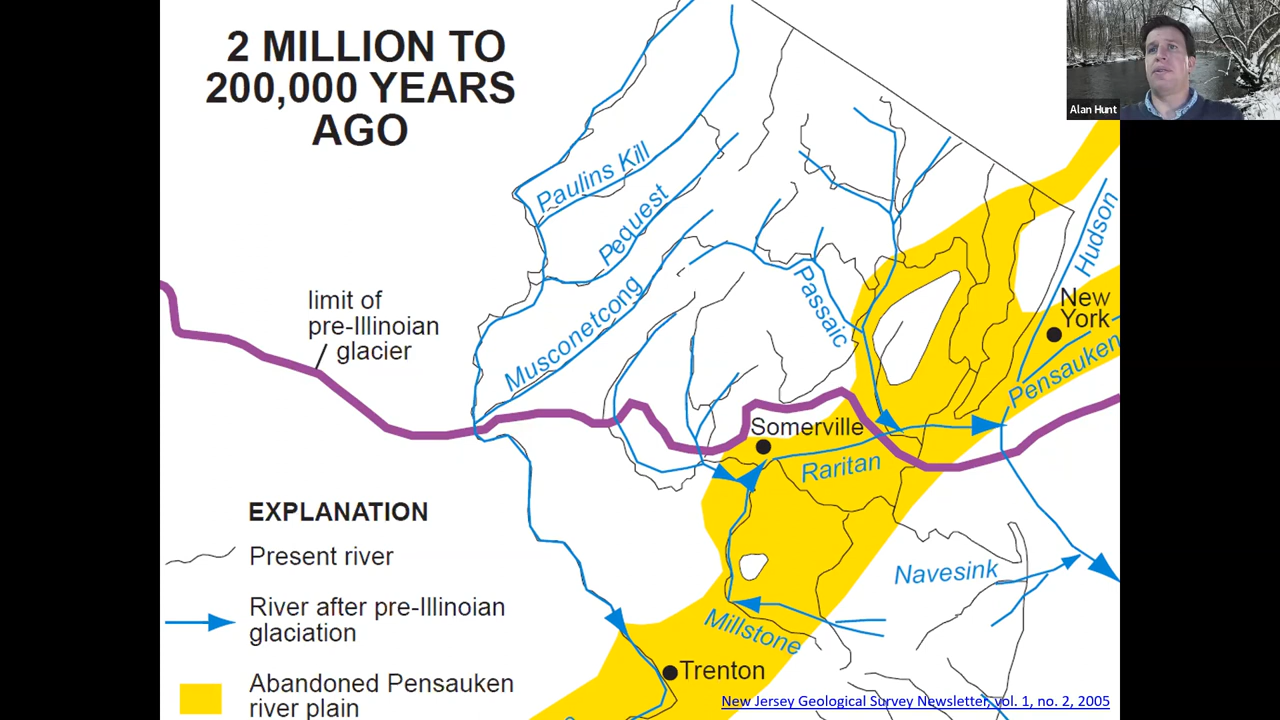 2 MILLION TO
200,000 YEARS
AGO
Alan Hunt
Paulins Kill
Pequest
Musconetcong
Passaic
Hudson
New
York
Pensauken
limit of
pre-Illinoian
glacier
Somerville
Raritan
EXPLANATION
Present river
River after pre-Illinoian
glaciation
Abandoned Pensauken
river plain
Navesink
Millstone
Trenton
New Jersey Geological Survey Newsletter, vol. 1, no. 2, 2005